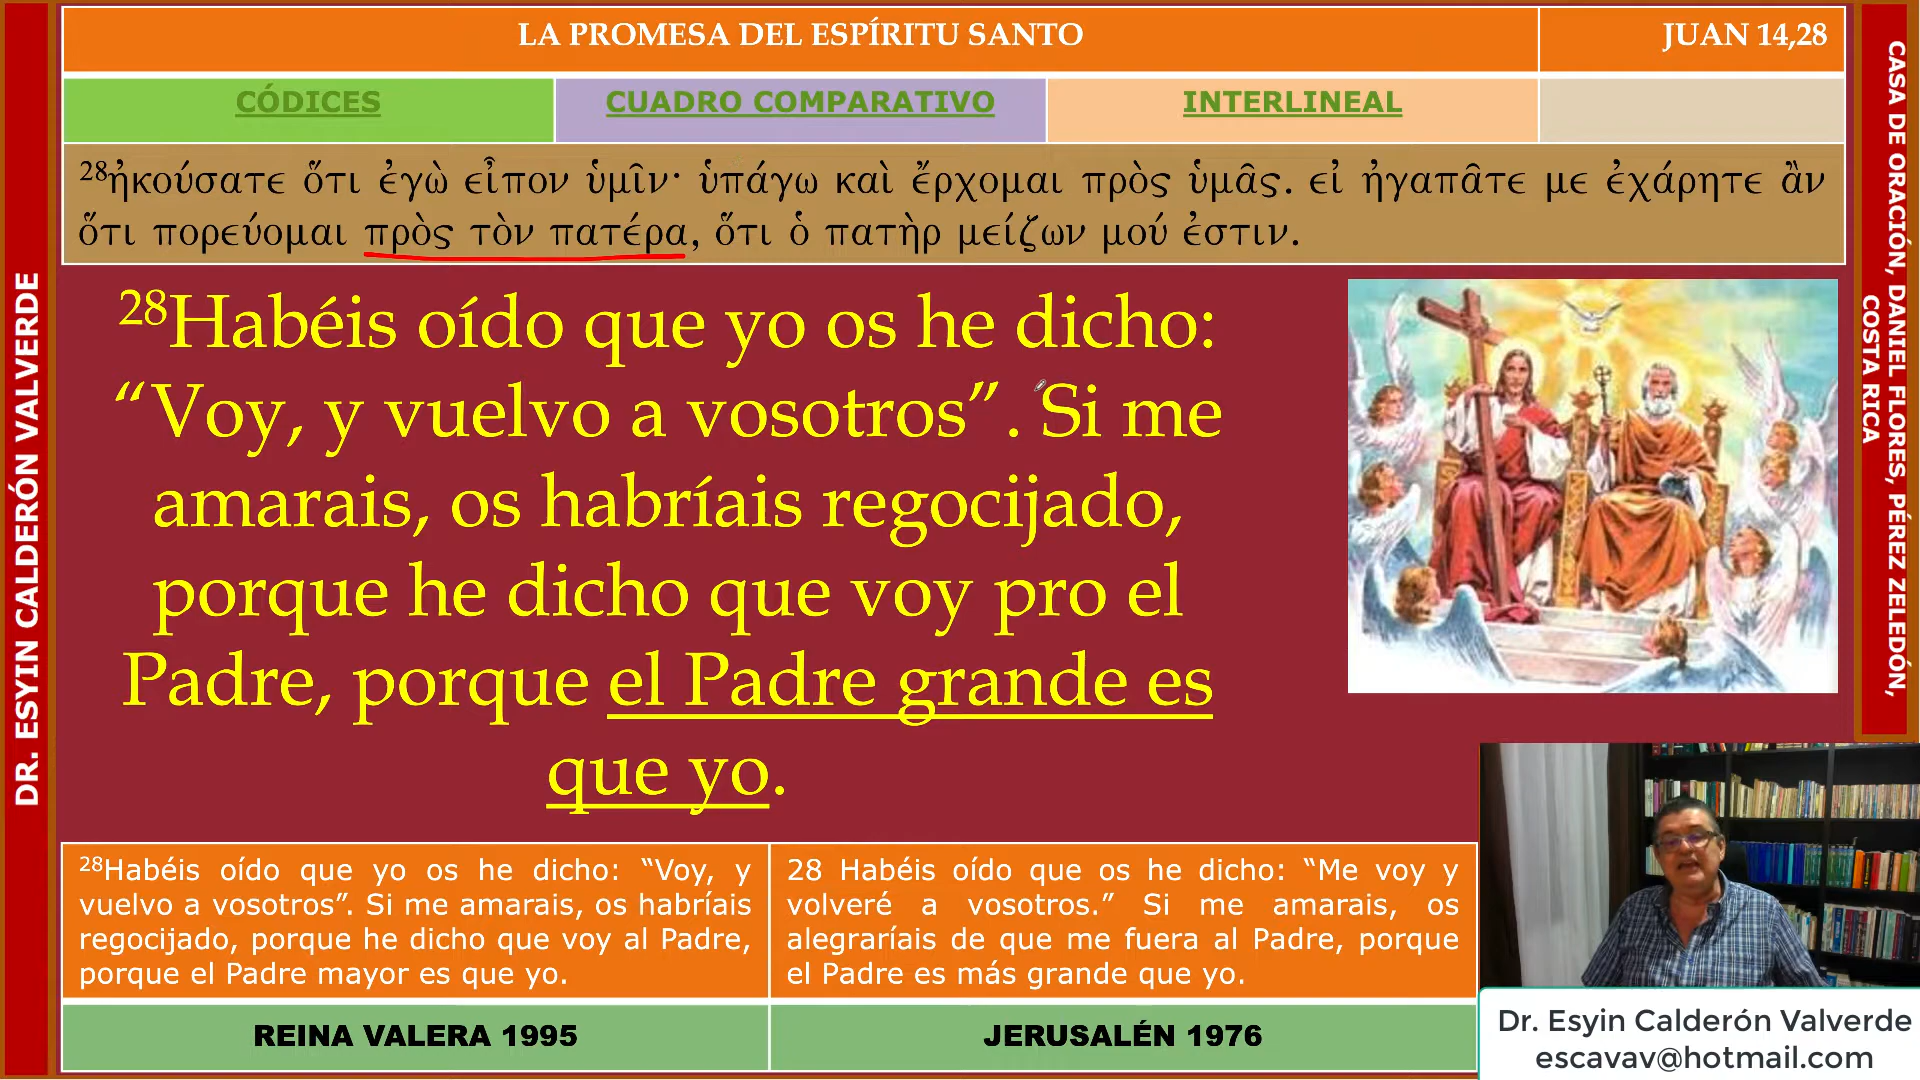 LA PROMESA DEL ESPÍRITU SANTO
JUAN 14,28
CÓDICES
CUADRO COMPARATIVO
INTERLINEAL
28ἠκούσατε ὅτι ἐγὼ εἶπον ὑμῖν· ὑπάγω καὶ ἔρχομαι πρὸς ὑμᾶς. εἰ ἠγαπᾶτε με ἐχάρητε ἂν
ὅτι πορεύομαι πρὸς τὸν πατέρα, ὅτι ὁ πατὴρ μείζων μού ἐστιν.
28Habéis oído que yo os he dicho:
“Voy, y vuelvo a vosotros”. Si me
amarais, os habríais regocijado,
porque he dicho que voy pro el
Padre, porque el Padre grande es
que yo.
28Habéis oído que yo os he dicho: “Voy, y
vuelvo a vosotros”. Si me amarais, os habríais
regocijado, porque he dicho que voy al Padre,
porque el Padre mayor es que yo.
28 Habéis oído que os he dicho: “Me voy y
volveré a vosotros.” Si me amarais, os
alegraríais de que me fuera al Padre, porque
el Padre es más grande que yo.
REINA VALERA 1995
JERUSALÉN 1976
DR. ESYIN CALDERÓN VALVERDE
CASA DE ORACIÓN, DANIEL FLORES, PÉREZ ZELEDÓN,
COSTA RICA
Dr. Esyin Calderón Valverde
escavav@hotmail.com